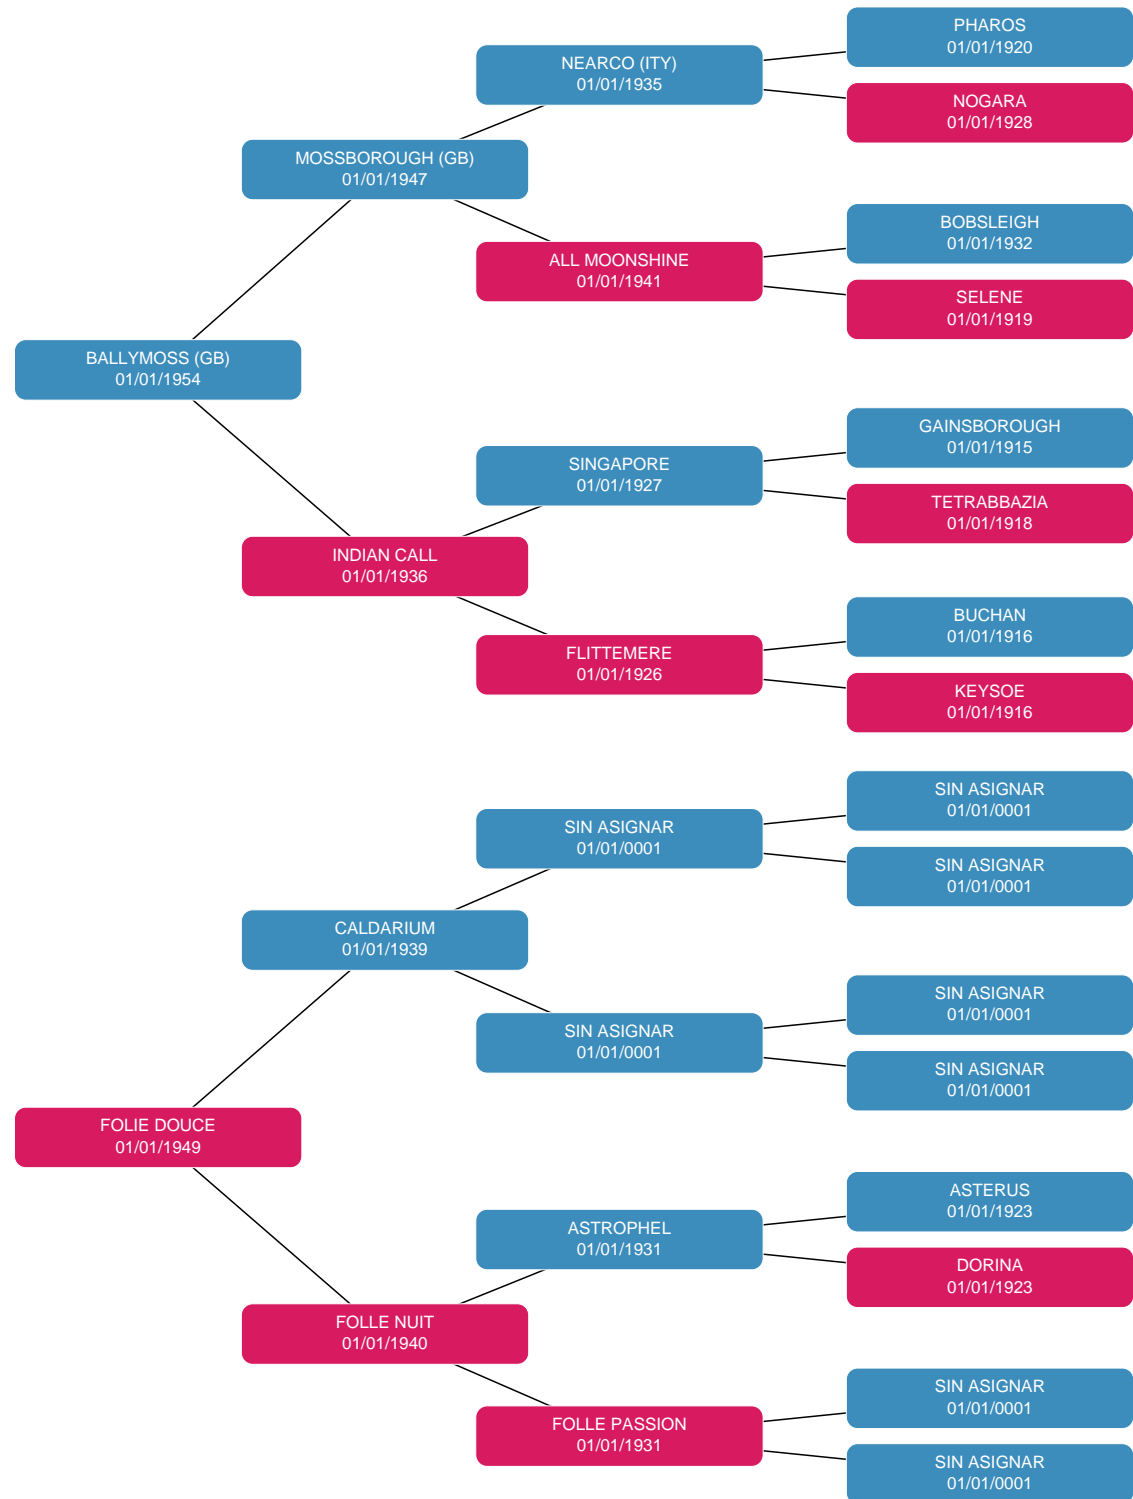 PHAROS
01/01/1920
NEARCO (ITY)
01/01/1935
NOGARA
01/01/1928
MOSSBOROUGH (GB)
01/01/1947
BOBSLEIGH
01/01/1932
ALL MOONSHINE
01/01/1941
SELENE
01/01/1919
BALLYMOSS (GB)
01/01/1954
GAINSBOROUGH
01/01/1915
SINGAPORE
01/01/1927
TETRABBAZIA
01/01/1918
INDIAN CALL
01/01/1936
BUCHAN
01/01/1916
FLITTEMERE
01/01/1926
KEYSOE
01/01/1916
SIN ASIGNAR
01/01/0001
SIN ASIGNAR
01/01/0001
SIN ASIGNAR
01/01/0001
CALDARIUM
01/01/1939
SIN ASIGNAR
01/01/0001
SIN ASIGNAR
01/01/0001
SIN ASIGNAR
01/01/0001
FOLIE DOUCE
01/01/1949
ASTERUS
01/01/1923
ASTROPHEL
01/01/1931
DORINA
01/01/1923
FOLLE NUIT
01/01/1940
SIN ASIGNAR
01/01/0001
FOLLE PASSION
01/01/1931
SIN ASIGNAR
01/01/0001